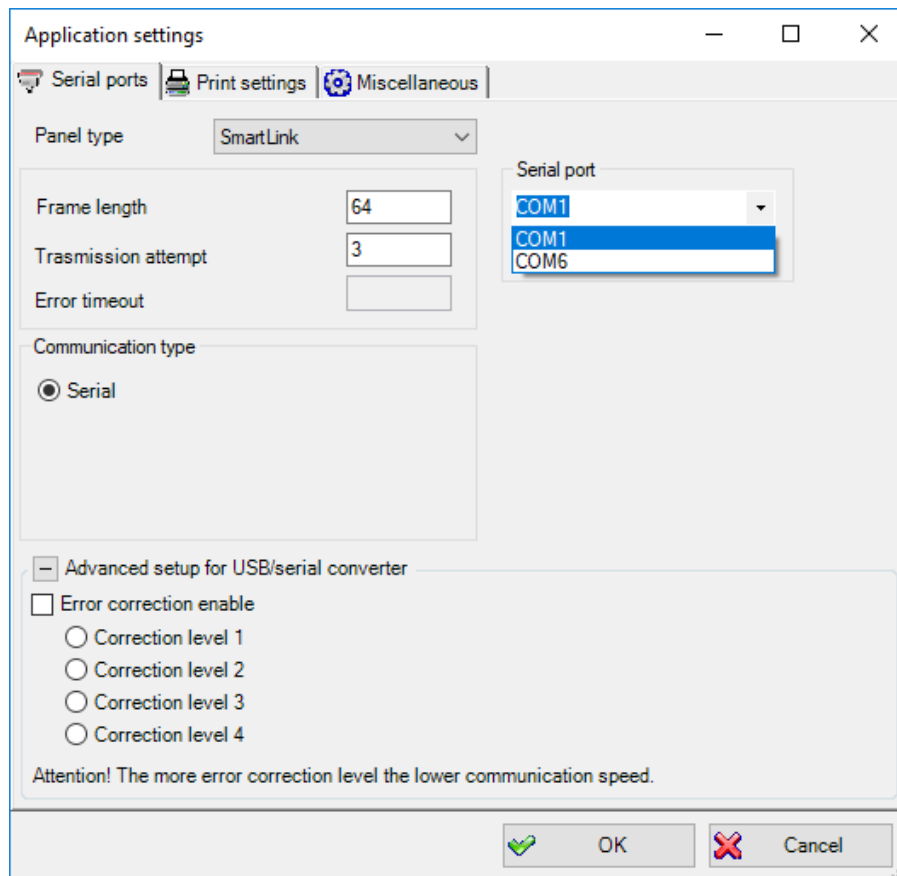 Application settings
Serial ports
Print settings
Miscellaneous
Panel type
SmartLink
Frame length
64
Trasmission attempt
3
Error timeout
Serial port
COM1
COM1
COM6
Communication type
Serial
Advanced setup for USB/serial converter
Error correction enable
Correction level 1
Correction level 2
Correction level 3
Correction level 4
Attention! The more error correction level the lower communication speed.
OK
Cancel